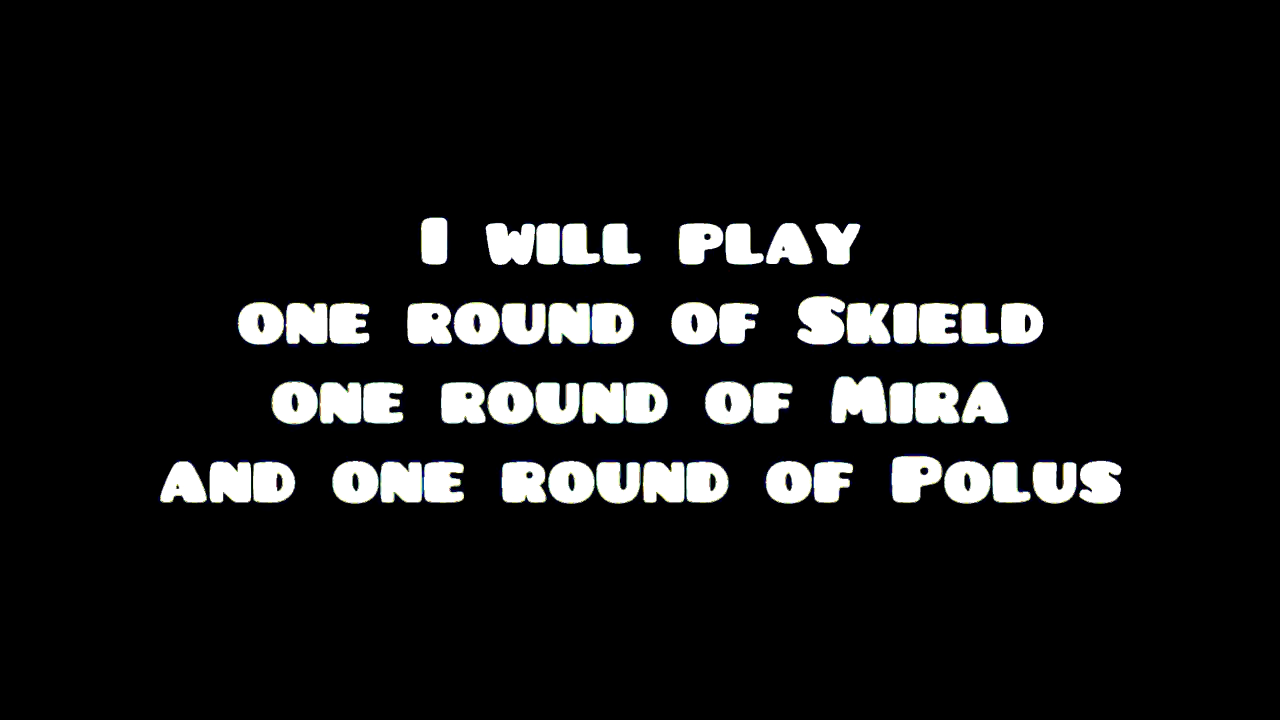 I will play
one round of Skield
one round of Mira
and one round of Polus